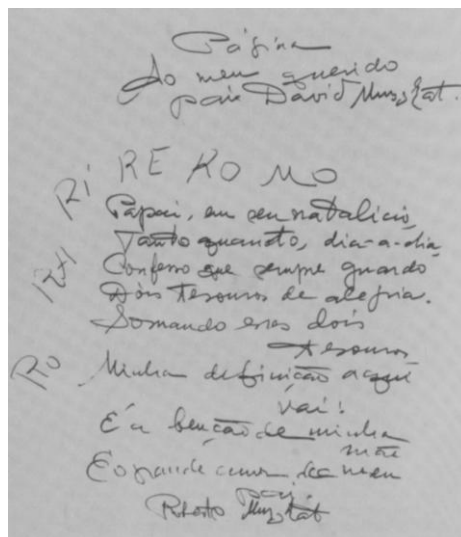 Página
Ao meu querido
pai David Muszkat.
RI RE KO MO
Papai, em seu natalício,
Tanto quanto, dia-a-dia,
Confesso que sempre guardo
Dois tesouros de alegria.
Somando esses dois
tesouros
RO Minha definição aqui
vai:
É a benção de minha
mãe
E o grande amor de meu
pai.
Roberto Muszkat